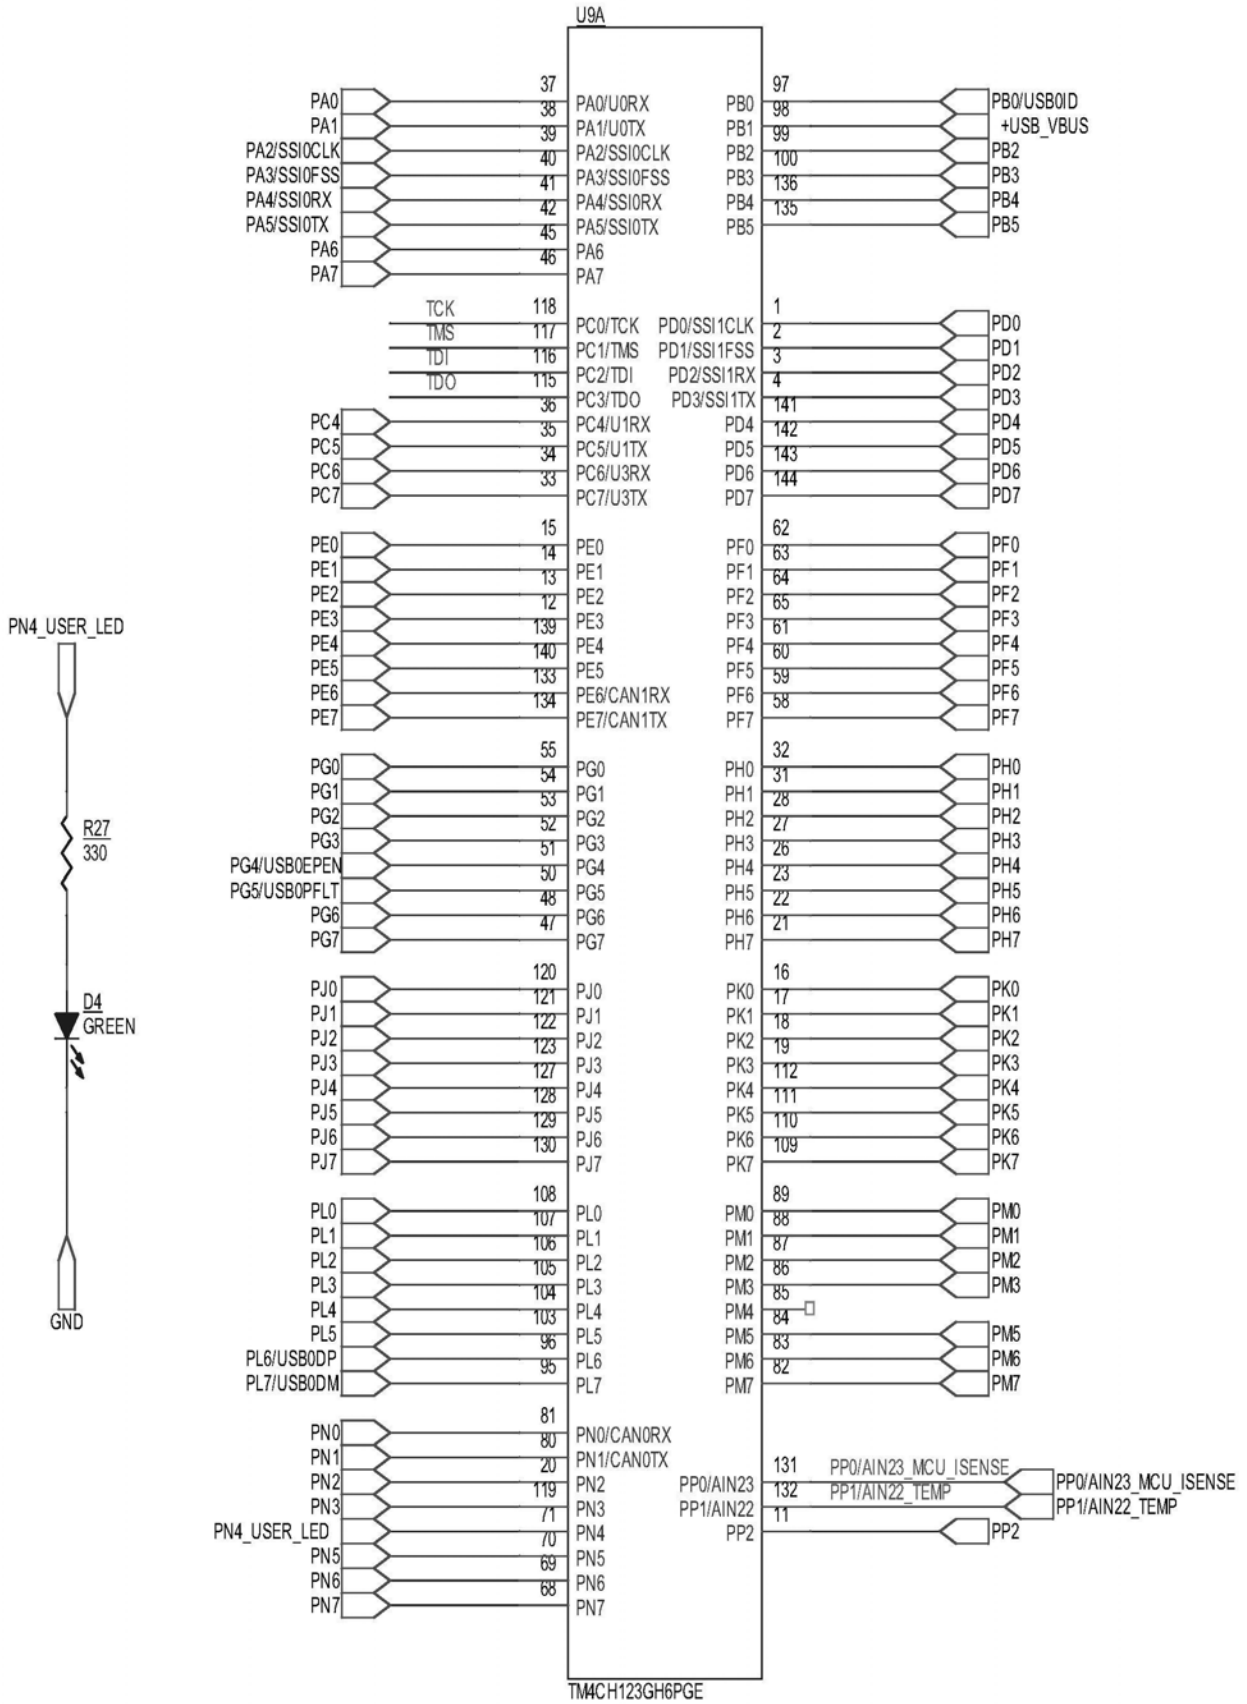 U9A
37 97
PA0 PA0/U0RX PB0 PB0/USB0ID
38 98
PA1 PA1/U0TX PB1 +USB_VBUS
39 99
PA2/SSI0CLK PA2/SSI0CLK PB2 PB2
40 100
PA3/SSI0FSS PA3/SSI0FSS PB3 PB3
41 136
PA4/SSI0RX PA4/SSI0RX PB4 PB4
42 135
PA5/SSI0TX PA5/SSI0TX PB5 PB5
45
PA6 PA6
46
PA7 PA7
TCK 118 1
PC0/TCK PD0/SSI1CLK PD0
TMS 117 2
PC1/TMS PD1/SSI1FSS PD1
TDI 116 3
PC2/TDI PD2/SSI1RX PD2
TDO 115 4
PC3/TDO PD3/SSI1TX PD3
36 141
PC4 PC4/U1RX PD4 PD4
35 142
PC5 PC5/U1TX PD5 PD5
34 143
PC6 PC6/U3RX PD6 PD6
33 144
PC7 PC7/U3TX PD7 PD7
15 62
PE0 PE0 PF0 PF0
14 63
PE1 PE1 PF1 PF1
13 64
PE2 PE2 PF2 PF2
12 65
PE3 PE3 PF3 PF3
139 61
PE4 PE4 PF4 PF4
140 60
PE5 PE5 PF5 PF5
133 59
PE6 PE6/CAN1RX PF6 PF6
134 58
PE7 PE7/CAN1TX PF7 PF7
55 32
PG0 PG0 PH0 PH0
54 31
PG1 PG1 PH1 PH1
53 28
PG2 PG2 PH2 PH2
52 27
PG3 PG3 PH3 PH3
51 26
PG4/USB0EPEN PG4 PH4 PH4
50 23
PG5/USB0PFLT PG5 PH5 PH5
48 22
PG6 PG6 PH6 PH6
47 21
PG7 PG7 PH7 PH7
120 16
PJ0 PJ0 PK0 PK0
121 17
PJ1 PJ1 PK1 PK1
122 18
PJ2 PJ2 PK2 PK2
123 19
PJ3 PJ3 PK3 PK3
127 112
PJ4 PJ4 PK4 PK4
128 111
PJ5 PJ5 PK5 PK5
129 110
PJ6 PJ6 PK6 PK6
130 109
PJ7 PJ7 PK7 PK7
108 89
PL0 PL0 PM0 PM0
107 88
PL1 PL1 PM1 PM1
106 87
PL2 PL2 PM2 PM2
105 86
PL3 PL3 PM3 PM3
104 85
PL4 PL4 PM4
103 84
PL5 PL5 PM5 PM5
96 83
PL6/USB0DP PL6 PM6 PM6
95 82
PL7/USB0DM PL7 PM7 PM7
81
PN0 PN0/CAN0RX
80
PN1 PN1/CAN0TX
20 131 PP0/AIN23_MCU_ISENSE
PN2 PN2 PP0/AIN23 PP0/AIN23_MCU_ISENSE
119 132 PP1/AIN22_TEMP
PN3 PN3 PP1/AIN22 PP1/AIN22_TEMP
71 11
PN4_USER_LED PN4 PP2 PP2
70
PN5 PN5
69
PN6 PN6
68
PN7 PN7
TM4CH123GH6PGE
PN4_USER_LED
R27
330
D4
GREEN
GND